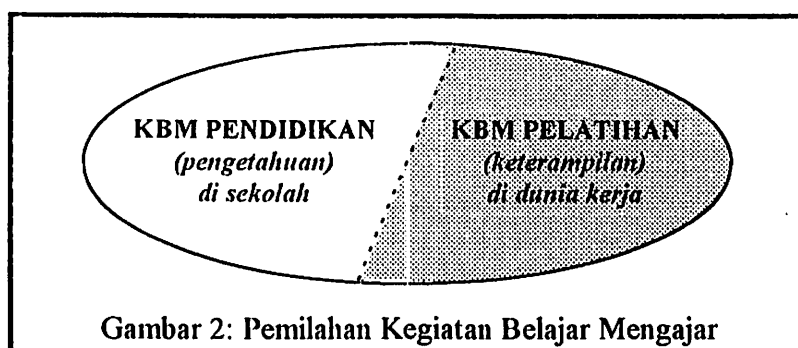 KBM PENDIDIKAN
(pengetahuan)
di sekolah
KBM PELATIHAN
(keterampilan)
di dunia kerja
Gambar 2: Pemilahan Kegiatan Belajar Mengajar